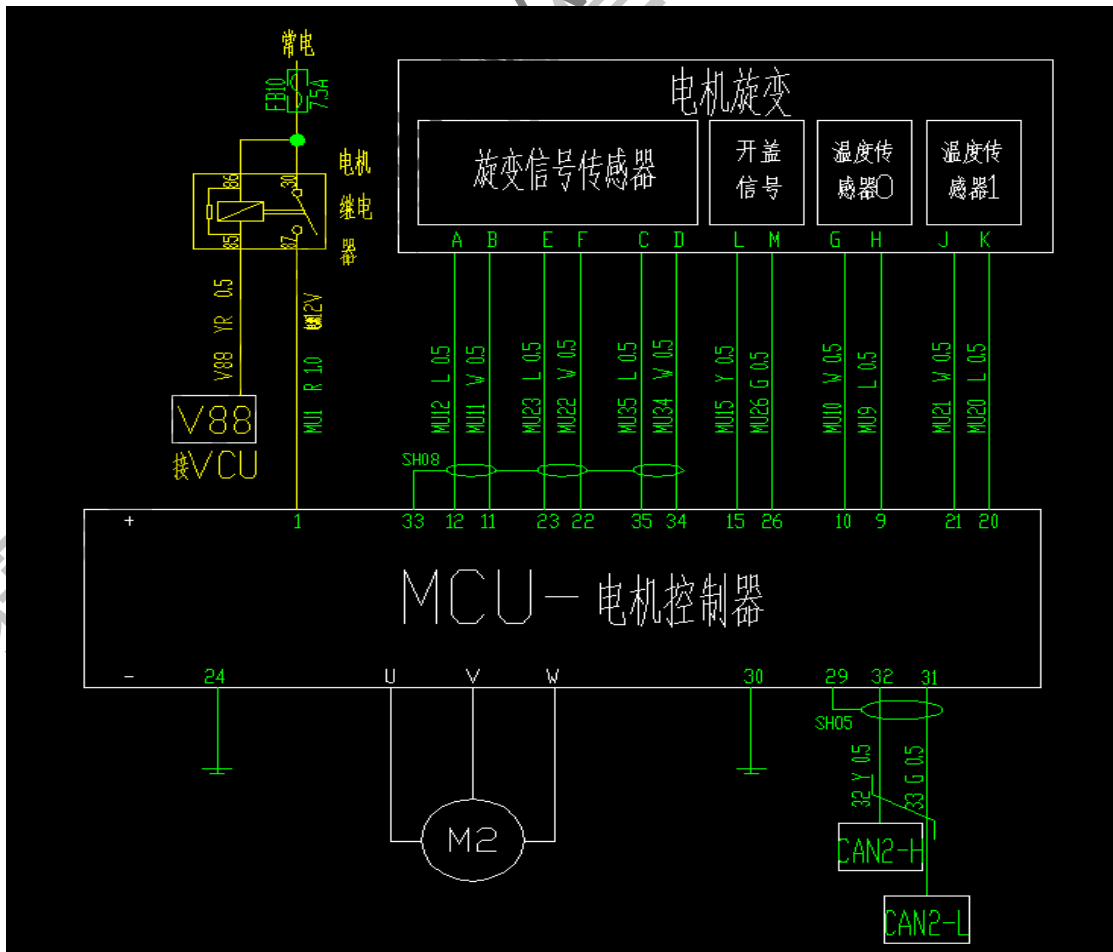 常电
FB10
7.5A
电机
继电
器
86
30
85
87
V88 YR 0.5
MU1 R 1.0
12V
V88
接VCU
电机旋变
旋变信号传感器
开盖
信号
温度传
感器0
温度传
感器1
A B E F C D L M G H J K
MU12 L 0.5
MU11 W 0.5
MU23 L 0.5
MU22 W 0.5
MU35 L 0.5
MU34 W 0.5
MU15 Y 0.5
MU26 G 0.5
MU10 W 0.5
MU9 L 0.5
MU21 W 0.5
MU20 L 0.5
SH08
+ 1 33 12 11 23 22 35 34 15 26 10 9 21 20
MCU-电机控制器
- 24 U V W 30 29 32 31
SH05
32 Y 0.5
33 G 0.5
M2
CAN2-H
CAN2-L